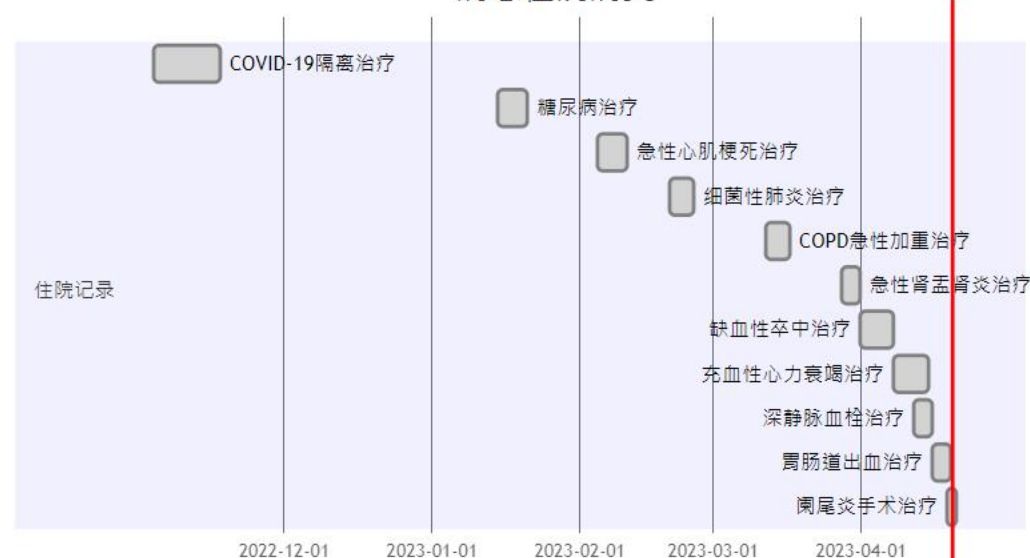 COVID-19隔离治疗
糖尿病治疗
急性心肌梗死治疗
细菌性肺炎治疗
COPD急性加重治疗
急性肾盂肾炎治疗
住院记录
缺血性卒中治疗
充血性心力衰竭治疗
深静脉血栓治疗
胃肠道出血治疗
阑尾炎手术治疗
2022-12-01 2023-01-01 2023-02-01 2023-03-01 2023-04-01